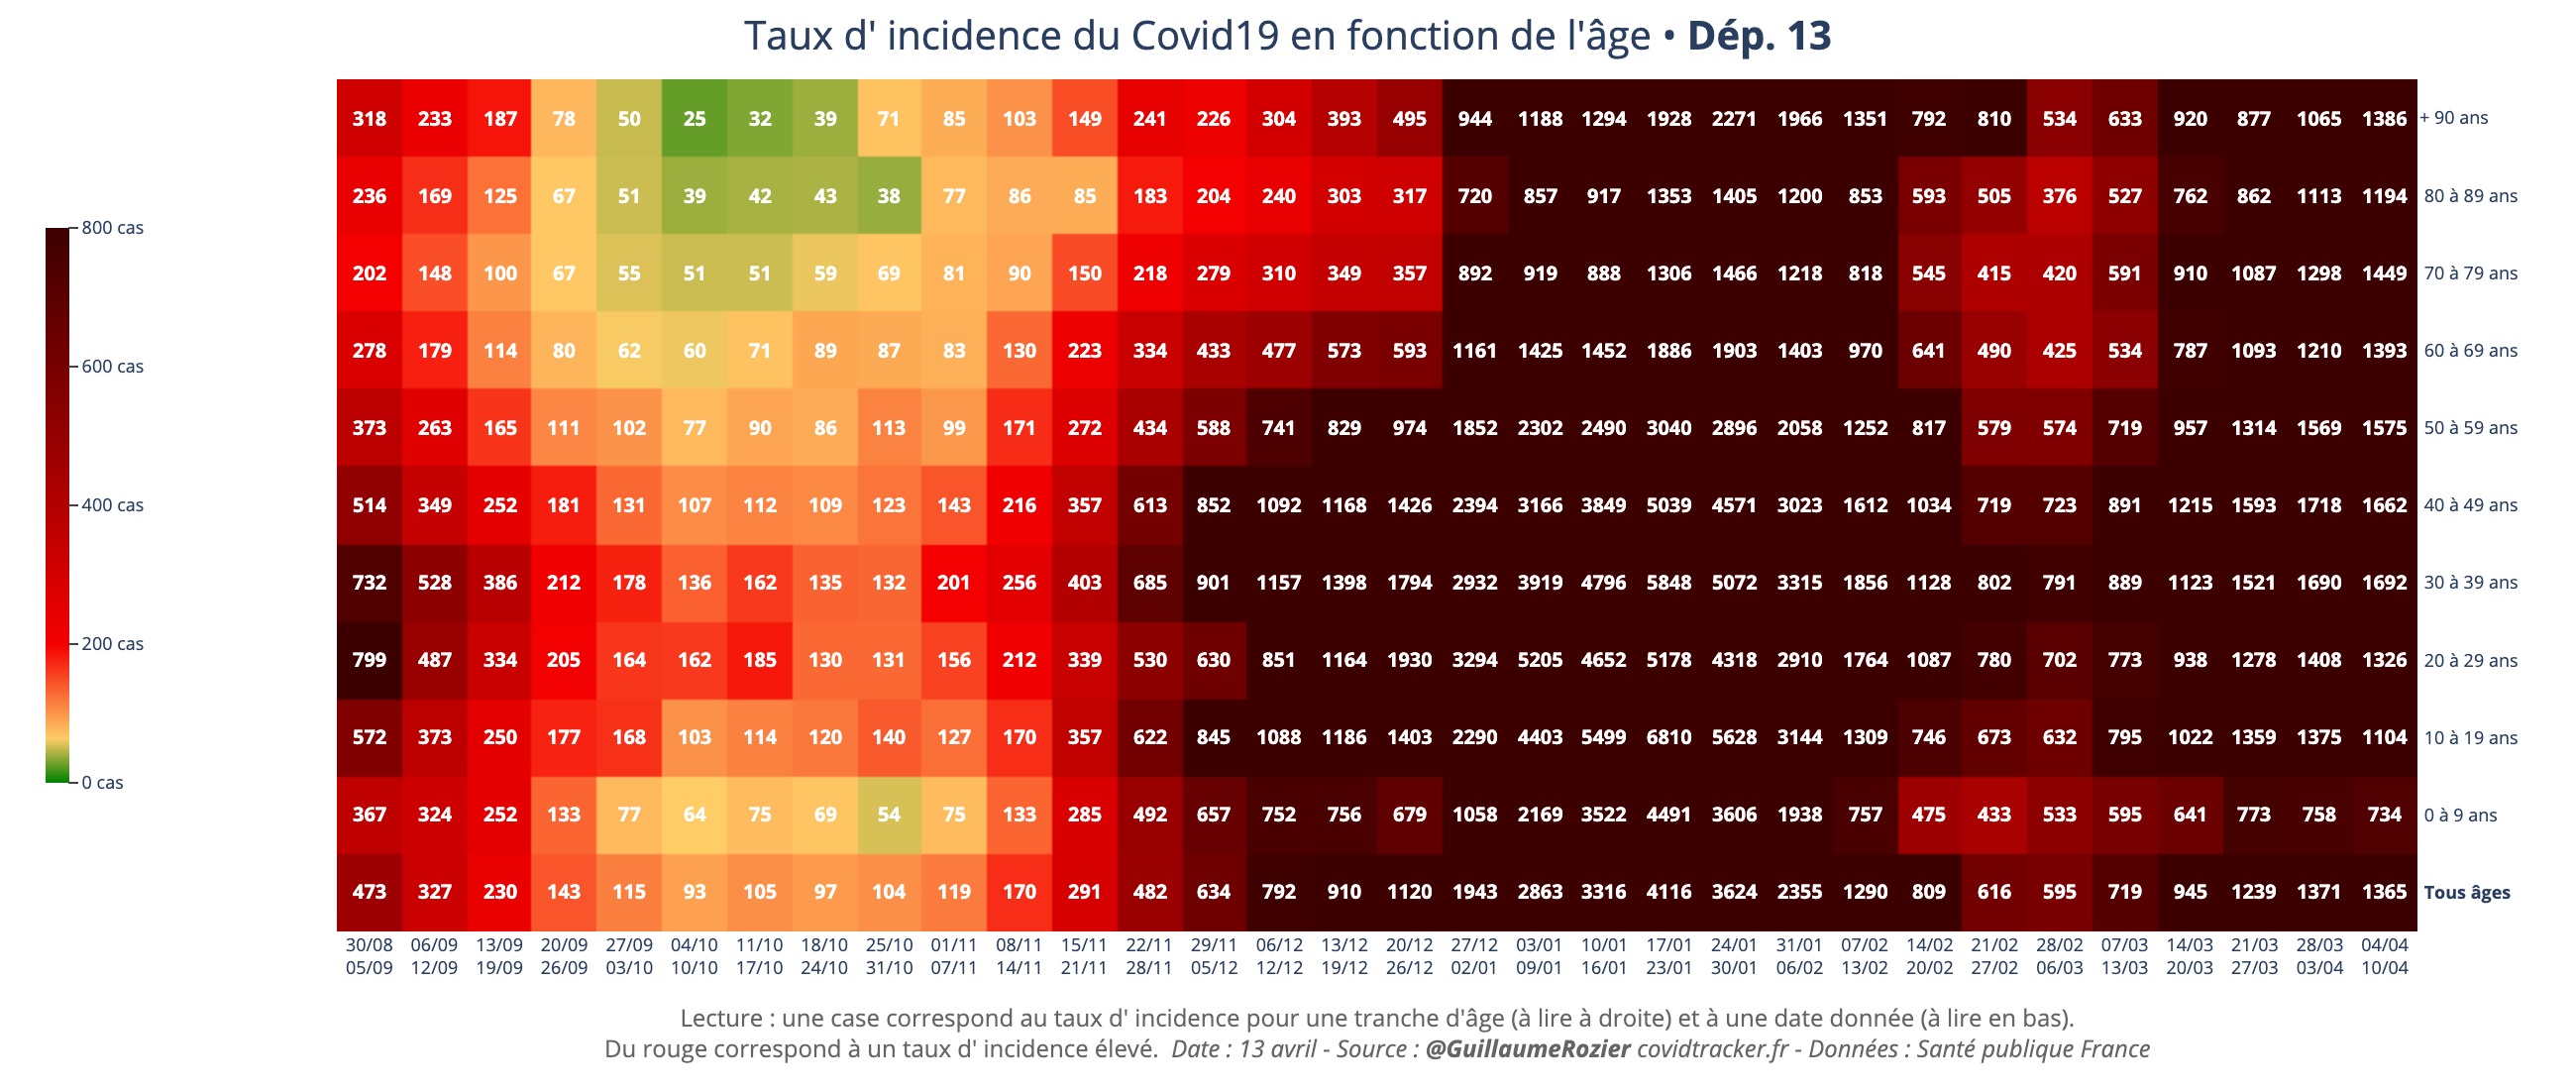 Taux d' incidence du Covid19 en fonction de l'âge • Dép. 13
318 233 187 78 50 25 32 39 71 85 103 149 241 226 304 393 495 944 1188 1294 1928 2271 1966 1351 792 810 534 633 920 877 1065 1386 + 90 ans
236 169 125 67 51 39 42 43 38 77 86 85 183 204 240 303 317 720 857 917 1353 1405 1200 853 593 505 376 527 762 862 1113 1194 80 à 89 ans
800 cas
202 148 100 67 55 51 51 59 69 81 90 150 218 279 310 349 357 892 919 888 1306 1466 1218 818 545 415 420 591 910 1087 1298 1449 70 à 79 ans
278 179 114 80 62 60 71 89 87 83 130 223 334 433 477 573 593 1161 1425 1452 1886 1903 1403 970 641 490 425 534 787 1093 1210 1393 60 à 69 ans
600 cas
373 263 165 111 102 77 90 86 113 99 171 272 434 588 741 829 974 1852 2302 2490 3040 2896 2058 1252 817 579 574 719 957 1314 1569 1575 50 à 59 ans
400 cas
514 349 252 181 131 107 112 109 123 143 216 357 613 852 1092 1168 1426 2394 3166 3849 5039 4571 3023 1612 1034 719 723 891 1215 1593 1718 1662 40 à 49 ans
732 528 386 212 178 136 162 135 132 201 256 403 685 901 1157 1398 1794 2932 3919 4796 5848 5072 3315 1856 1128 802 791 889 1123 1521 1690 1692 30 à 39 ans
200 cas
799 487 334 205 164 162 185 130 131 156 212 339 530 630 851 1164 1930 3294 5205 4652 5178 4318 2910 1764 1087 780 702 773 938 1278 1408 1326 20 à 29 ans
572 373 250 177 168 103 114 120 140 127 170 357 622 845 1088 1186 1403 2290 4403 5499 6810 5628 3144 1309 746 673 632 795 1022 1359 1375 1104 10 à 19 ans
0 cas
367 324 252 133 77 64 75 69 54 75 133 285 492 657 752 756 679 1058 2169 3522 4491 3606 1938 757 475 433 533 595 641 773 758 734 0 à 9 ans
473 327 230 143 115 93 105 97 104 119 170 291 482 634 792 910 1120 1943 2863 3316 4116 3624 2355 1290 809 616 595 719 945 1239 1371 1365 Tous âges
30/08 06/09 13/09 20/09 27/09 04/10 11/10 18/10 25/10 01/11 08/11 15/11 22/11 29/11 06/12 13/12 20/12 27/12 03/01 10/01 17/01 24/01 31/01 07/02 14/02 21/02 28/02 07/03 14/03 21/03 28/03 04/04
05/09 12/09 19/09 26/09 03/10 10/10 17/10 24/10 31/10 07/11 14/11 21/11 28/11 05/12 12/12 19/12 26/12 02/01 09/01 16/01 23/01 30/01 06/02 13/02 20/02 27/02 06/03 13/03 20/03 27/03 03/04 10/04
Lecture : une case correspond au taux d' incidence pour une tranche d'âge (à lire à droite) et à une date donnée (à lire en bas).
Du rouge correspond à un taux d' incidence élevé. Date : 13 avril - Source : @GuillaumeRozier covidtracker.fr - Données : Santé publique France